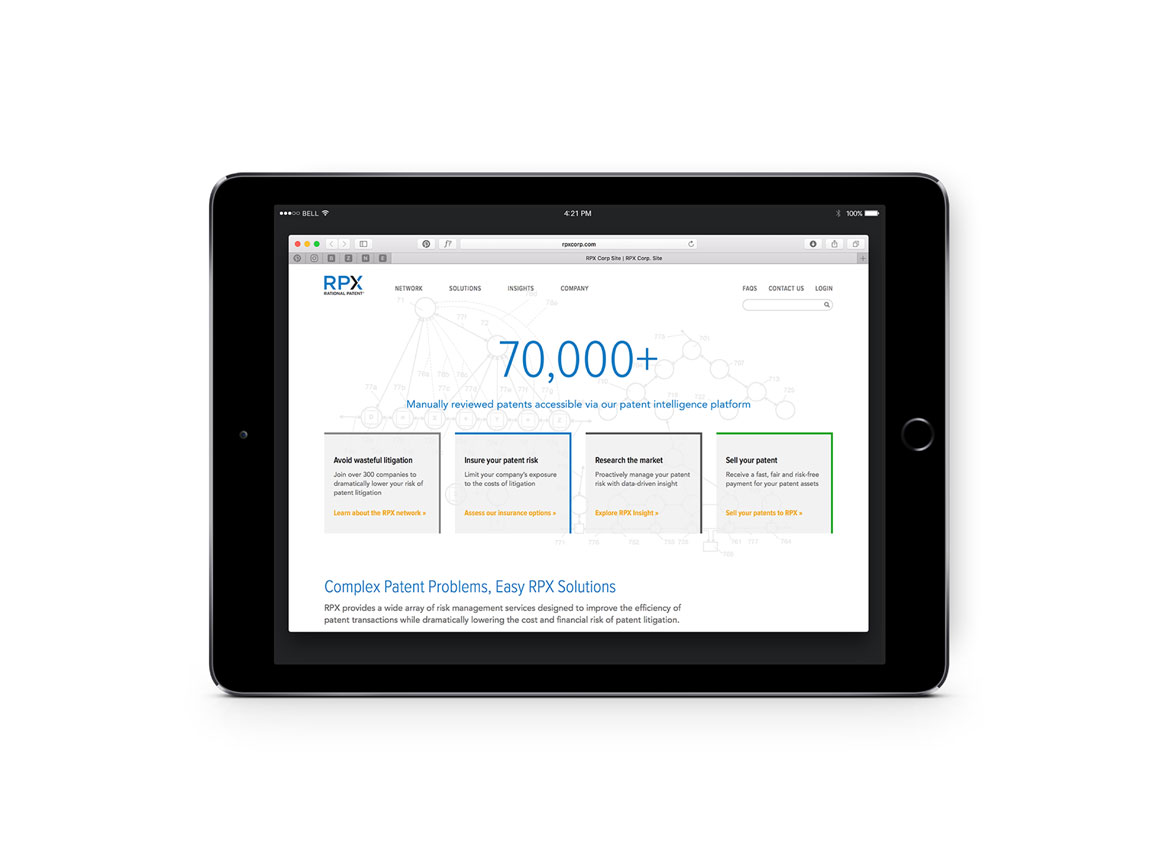 BELL
4:21 PM
100%
f?
rpxcorp.com
RPX Corp Site | RPX Corp. Site
RPX
RATIONAL PATENT
NETWORK SOLUTIONS INSIGHTS COMPANY
FAQS CONTACT US LOGIN
70,000+
Manually reviewed patents accessible via our patent intelligence platform
Avoid wasteful litigation
Join over 300 companies to
dramatically lower your risk of
patent litigation
Learn about the RPX network »
Insure your patent risk
Limit your company's exposure
to the costs of litigation
Assess our insurance options »
Research the market
Proactively manage your patent
risk with data-driven insight
Explore RPX Insight »
Sell your patent
Receive a fast, fair and risk-free
payment for your patent assets
Sell your patents to RPX »
Complex Patent Problems, Easy RPX Solutions
RPX provides a wide array of risk management services designed to improve the efficiency of
patent transactions while dramatically lowering the cost and financial risk of patent litigation.